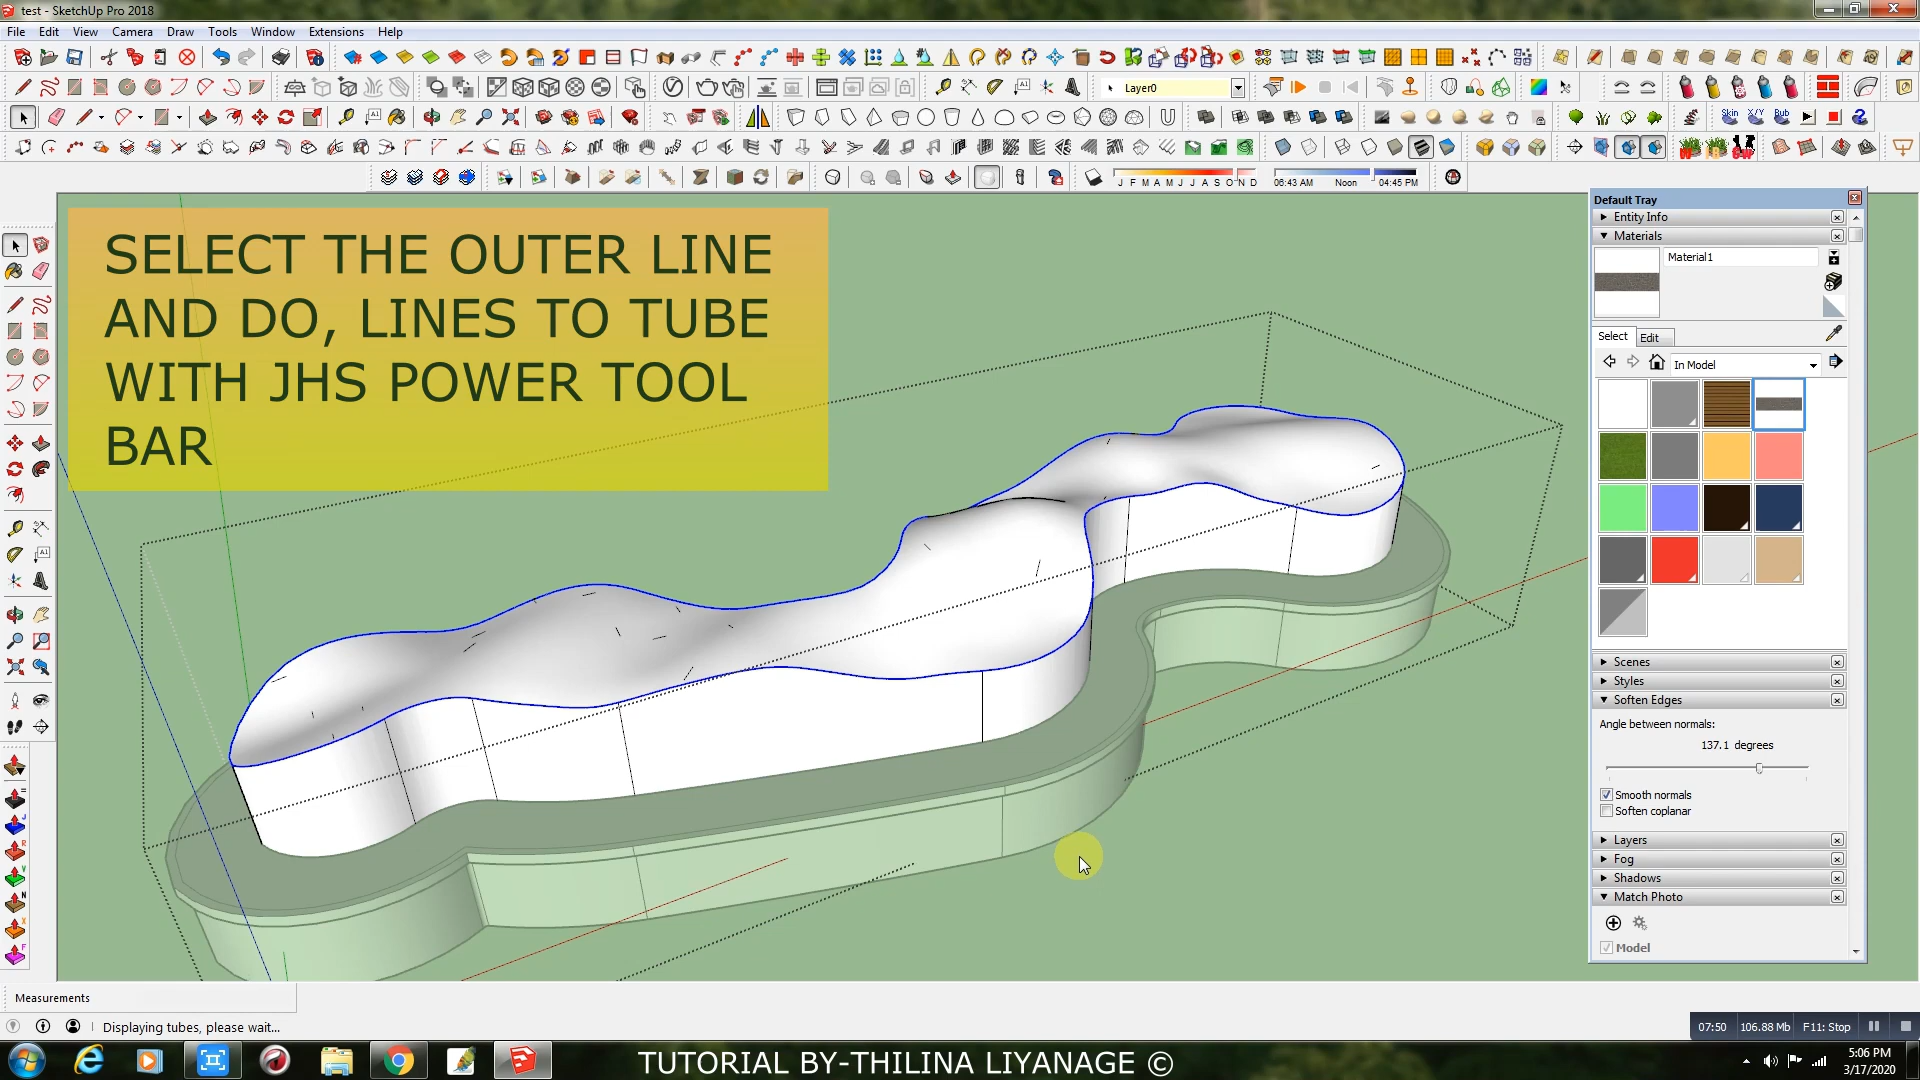 test - SketchUp Pro 2018
File Edit View Camera Draw Tools Window Extensions Help
Layer0
Skin X/Y Bub
J F M A M J J A S O N D 06:43 AM Noon 04:45 PM
Default Tray
Entity Info
Materials
Material1
Select Edit
In Model
SELECT THE OUTER LINE
AND DO, LINES TO TUBE
WITH JHS POWER TOOL
BAR
Scenes
Styles
Soften Edges
Angle between normals:
137.1 degrees
Smooth normals
Soften coplanar
Layers
Fog
Shadows
Match Photo
Model
Measurements
Displaying tubes, please wait...
07:50 106.88 Mb F11: Stop
TUTORIAL BY-THILINA LIYANAGE ©
5:06 PM
3/17/2020